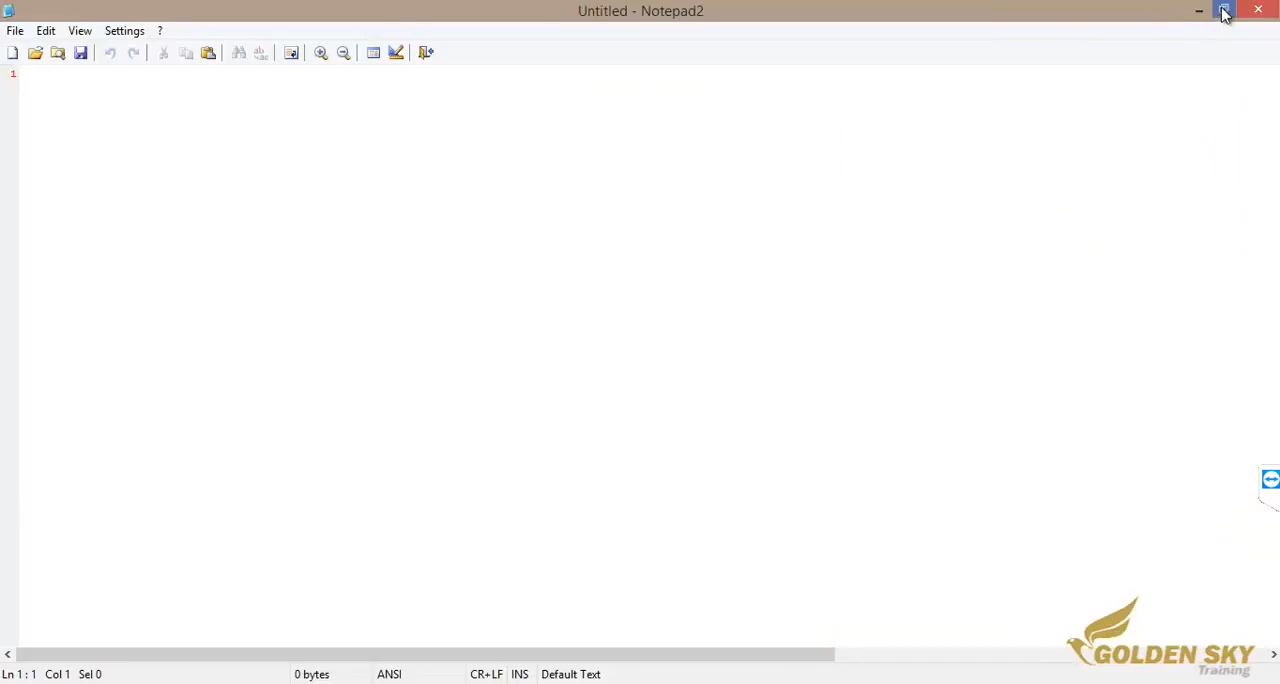 Untitled - Notepad2
File Edit View Settings ?
1
Ln 1 : 1 Col 1 Sel 0 0 bytes ANSI CR+LF INS Default Text
GOLDEN SKY
Training